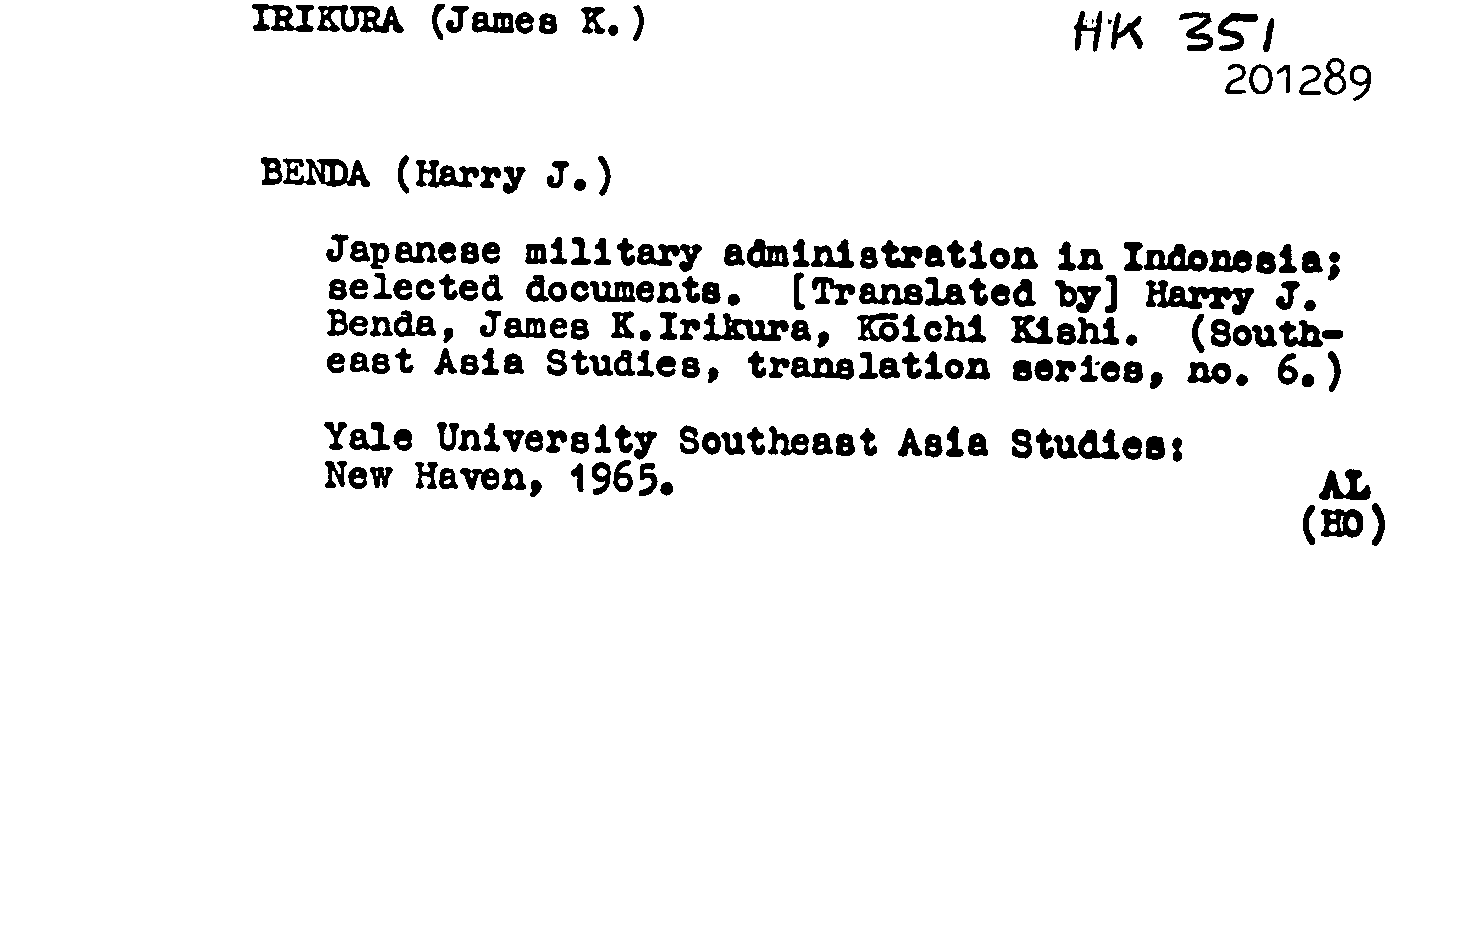 IRIKURA (James K.)
HK 351
201289
BENDA (Harry J.)
Japanese military administration in Indonesia;
selected documents. [Translated by] Harry J.
Benda, James K.Irikura, Kōichi Kishi. (South-
east Asia Studies, translation series, no. 6.)
Yale University Southeast Asia Studies:
New Haven, 1965.
AL
(HO)